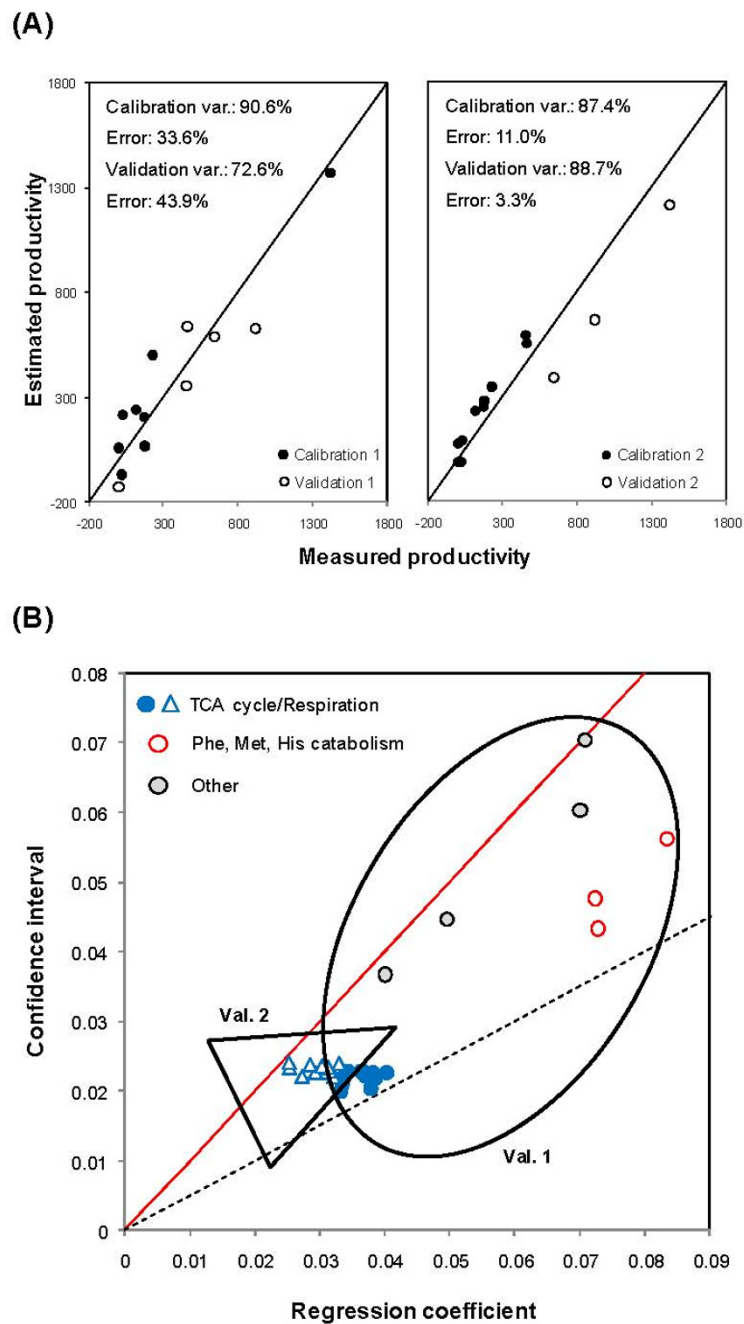 (A)
1800
1300
800
300
-200
Estimated productivity
Calibration var.: 90.6%
Error: 33.6%
Validation var.: 72.6%
Error: 43.9%
Calibration 1
Validation 1
-200 300 800 1300 1800
Calibration var.: 87.4%
Error: 11.0%
Validation var.: 88.7%
Error: 3.3%
Calibration 2
Validation 2
-200 300 800 1300 1800
Measured productivity
(B)
0.08
0.07
0.06
0.05
0.04
0.03
0.02
0.01
0
Confidence interval
TCA cycle/Respiration
Phe, Met, His catabolism
Other
Val. 2
Val. 1
0 0.01 0.02 0.03 0.04 0.05 0.06 0.07 0.08 0.09
Regression coefficient